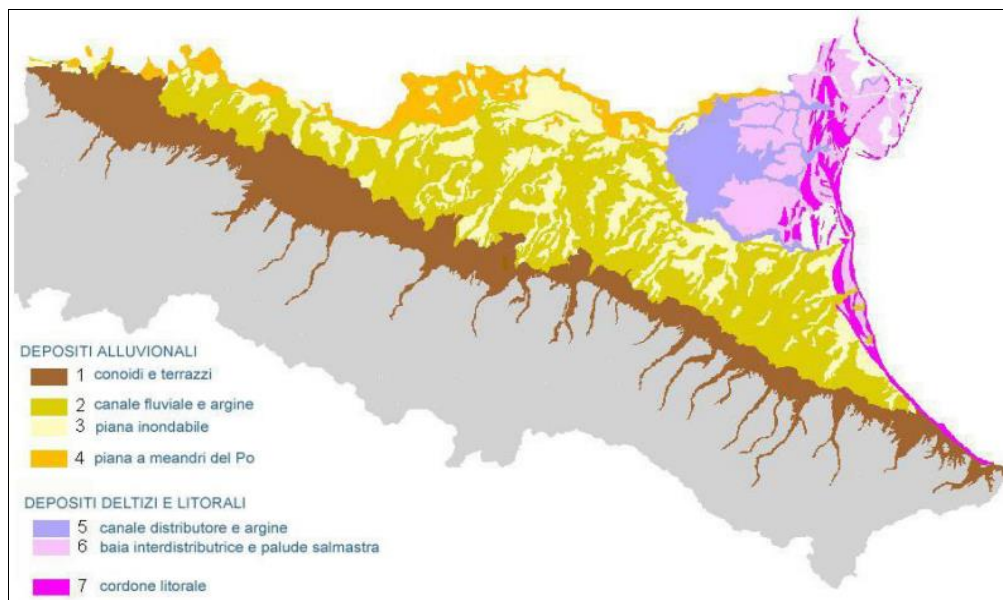 DEPOSITI ALLUVIONALI
1 conoidi e terrazzi
2 canale fluviale e argine
3 piana inondabile
4 piana a meandri del Po
DEPOSITI DELTIZI E LITORALI
5 canale distributore e argine
6 baia interdistributrice e palude salmastra
7 cordone litorale